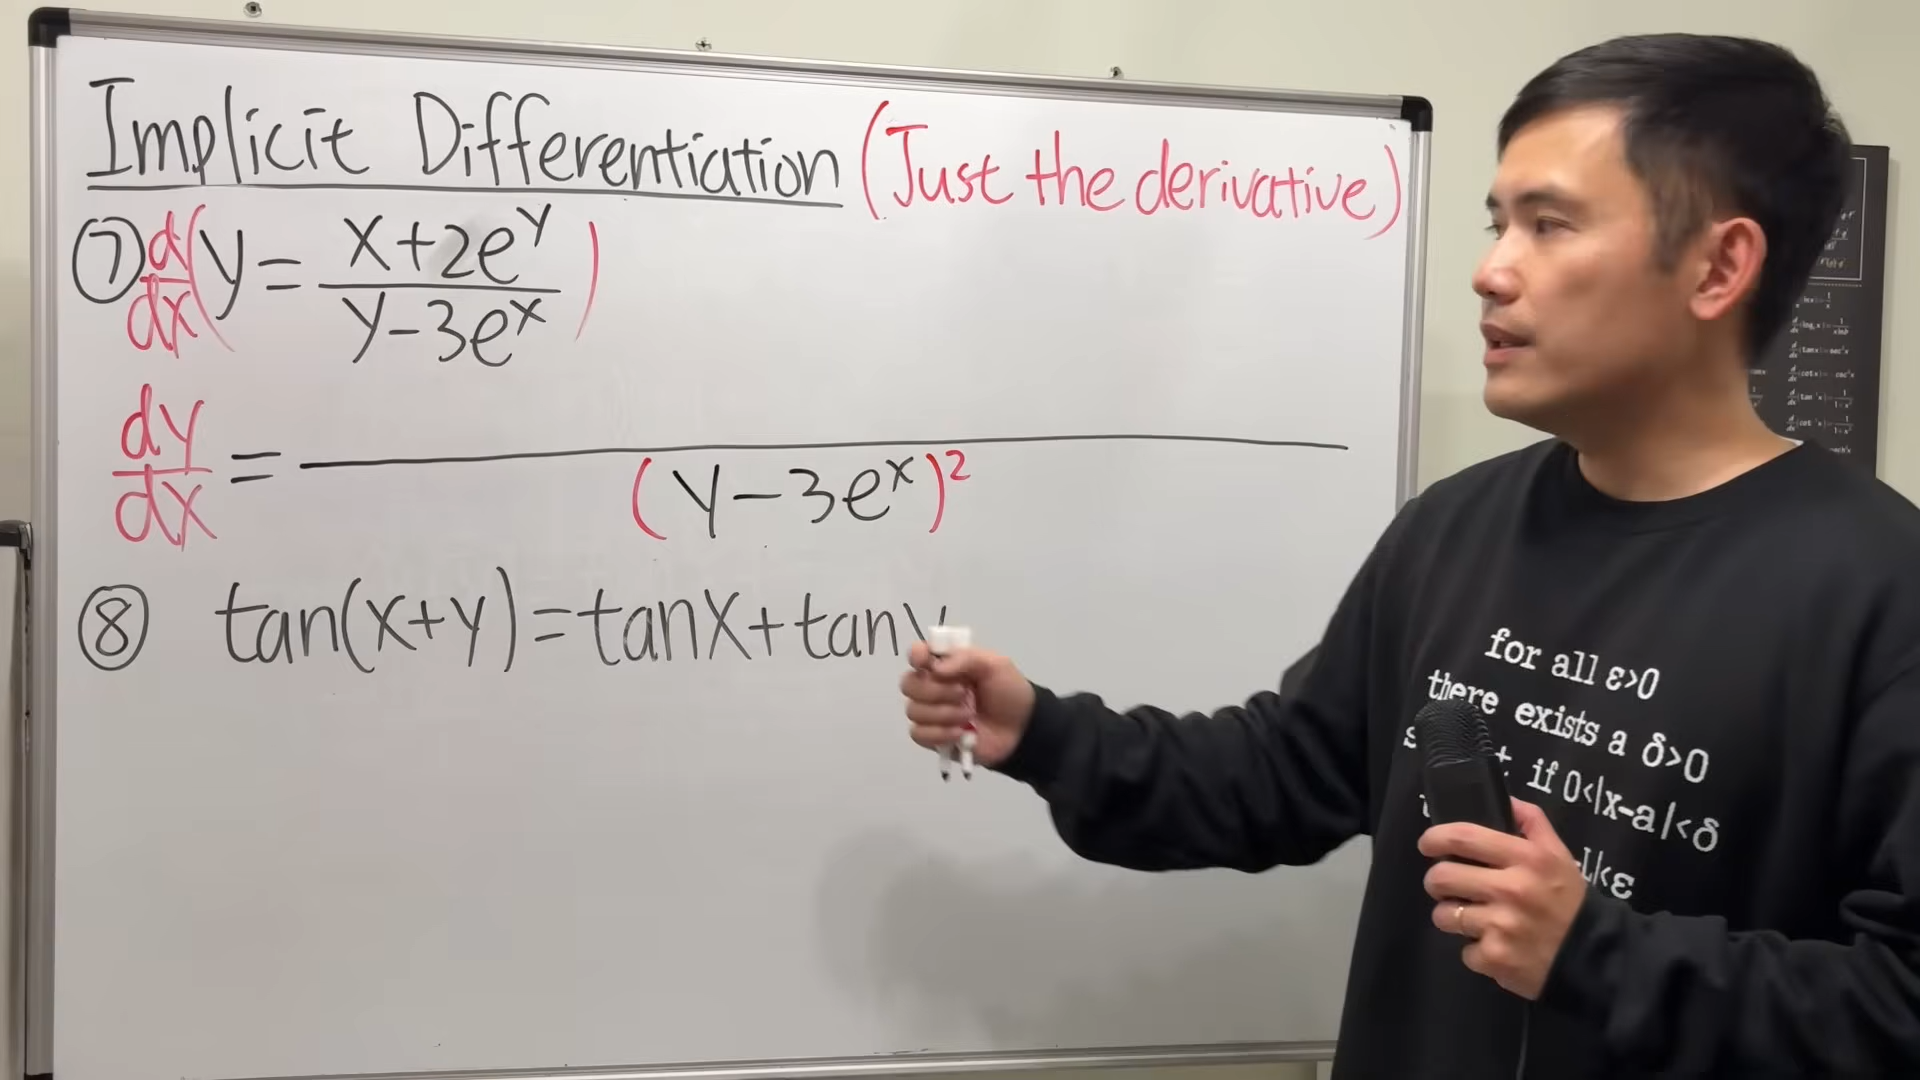 Implicit Differentiation (Just the derivative)
⑦ d/dx ( y = (x+2e^y)/(y-3e^x) )
dy/dx = /(y-3e^x)^2
⑧ tan(x+y)=tanx+tany
for all ε>0
there exists a δ>0
if 0<|x-a|<δ
-L|<ε